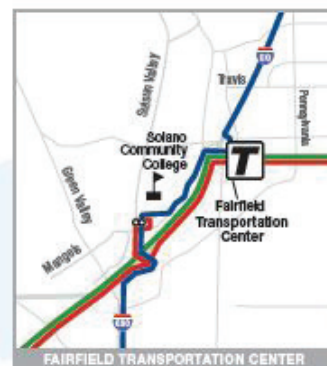 80
Travis
Suisun Valley
Pennsylvania
Solano
Community
College
T
Green Valley
Fairfield
Transportation
Center
Mangels
680
FAIRFIELD TRANSPORTATION CENTER